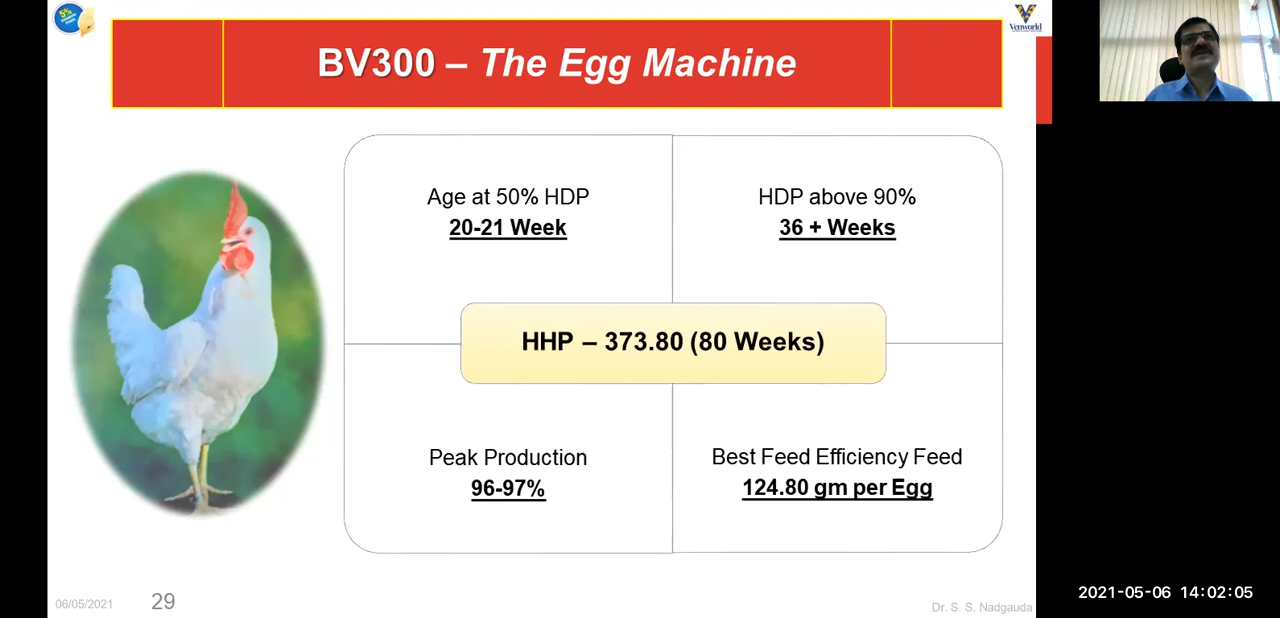 5%
Venworld
BV300 – The Egg Machine
Age at 50% HDP
20-21 Week
HDP above 90%
36 + Weeks
HHP – 373.80 (80 Weeks)
Peak Production
96-97%
Best Feed Efficiency Feed
124.80 gm per Egg
06/05/2021
29
Dr. S. S. Nadgauda
2021-05-06 14:02:05